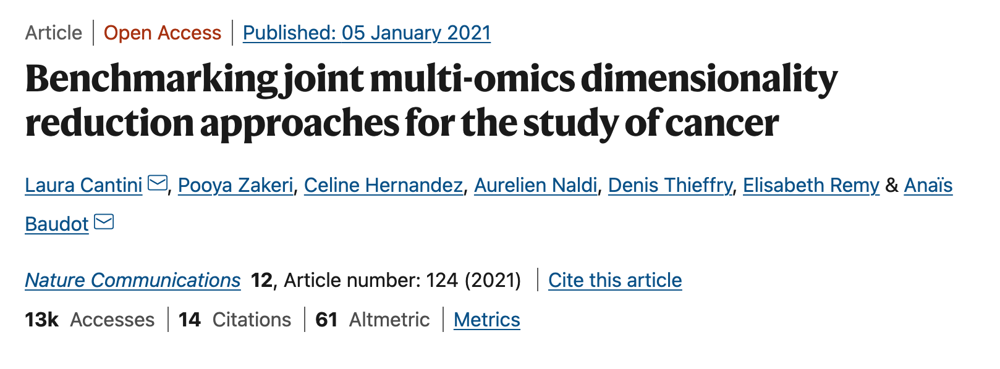 Article | Open Access | Published: 05 January 2021
Benchmarking joint multi-omics dimensionality
reduction approaches for the study of cancer
Laura Cantini, Pooya Zakeri, Celine Hernandez, Aurelien Naldi, Denis Thieffry, Elisabeth Remy & Anaïs
Baudot
Nature Communications 12, Article number: 124 (2021) | Cite this article
13k Accesses | 14 Citations | 61 Altmetric | Metrics